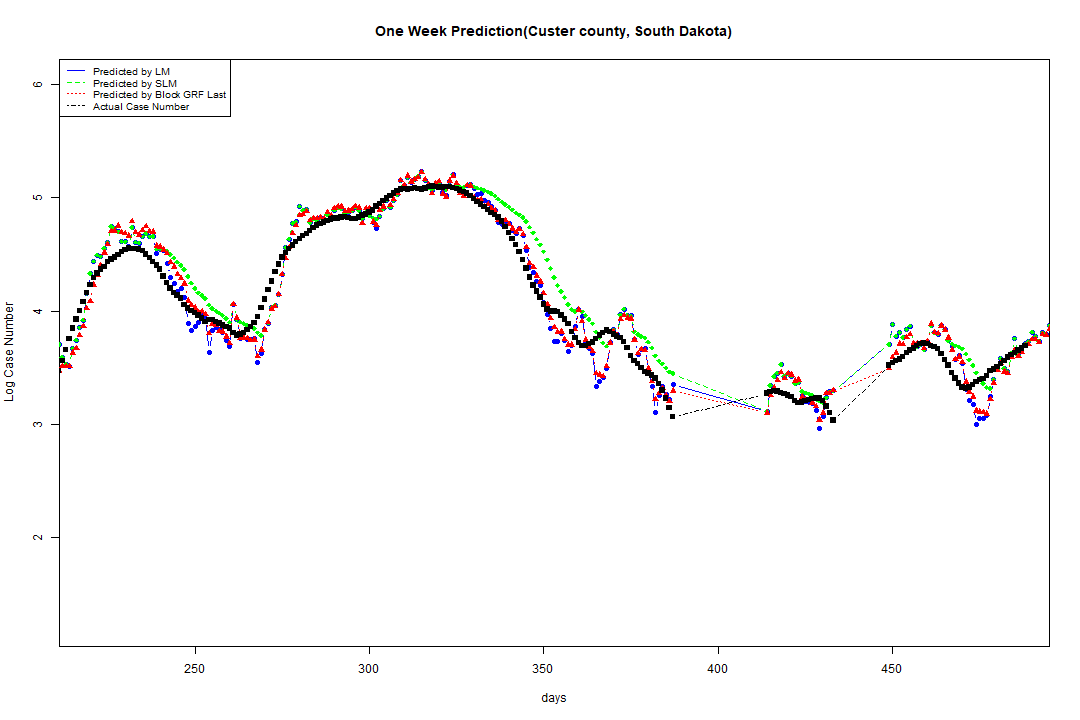 One Week Prediction(Custer county, South Dakota)
Predicted by LM
Predicted by SLM
Predicted by Block GRF Last
Actual Case Number
6
5
4
3
2
Log Case Number
250 300 350 400 450
days